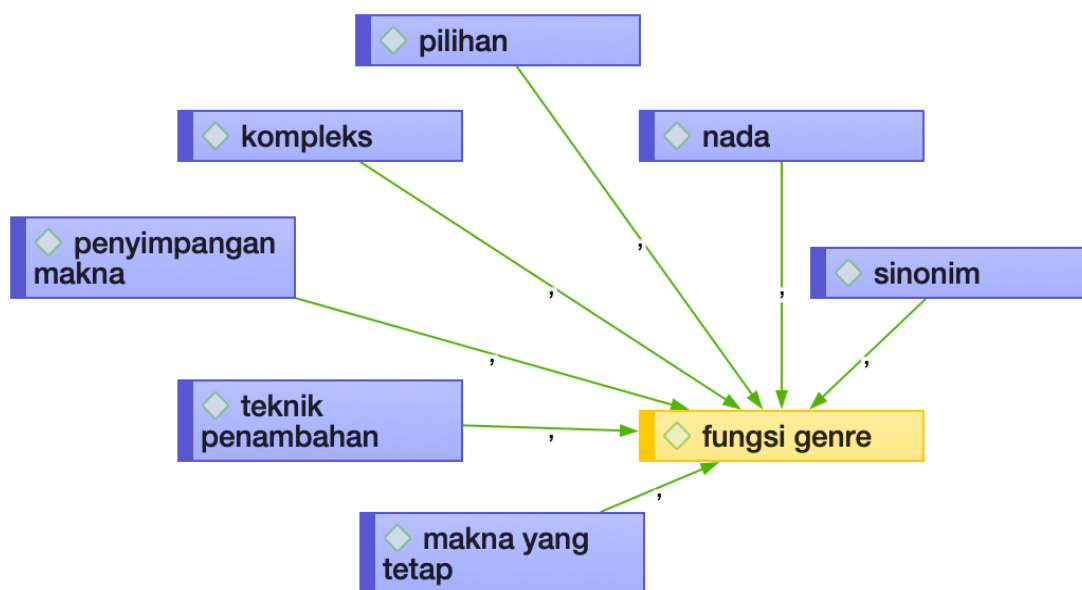 pilihan
kompleks
nada
penyimpangan
makna
,
sinonim
,
,
,
,
teknik
penambahan
,
fungsi genre
,
makna yang
tetap